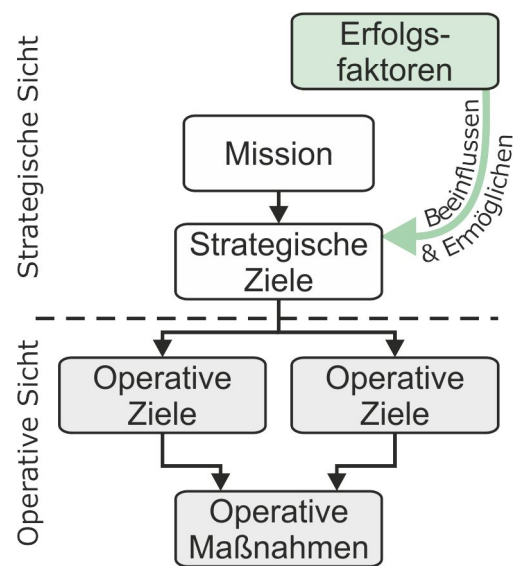 Strategische Sicht
Erfolgs-
faktoren
Beeinflussen
& Ermöglichen
Mission
Strategische
Ziele
Operative Sicht
Operative
Ziele
Operative
Ziele
Operative
Maßnahmen